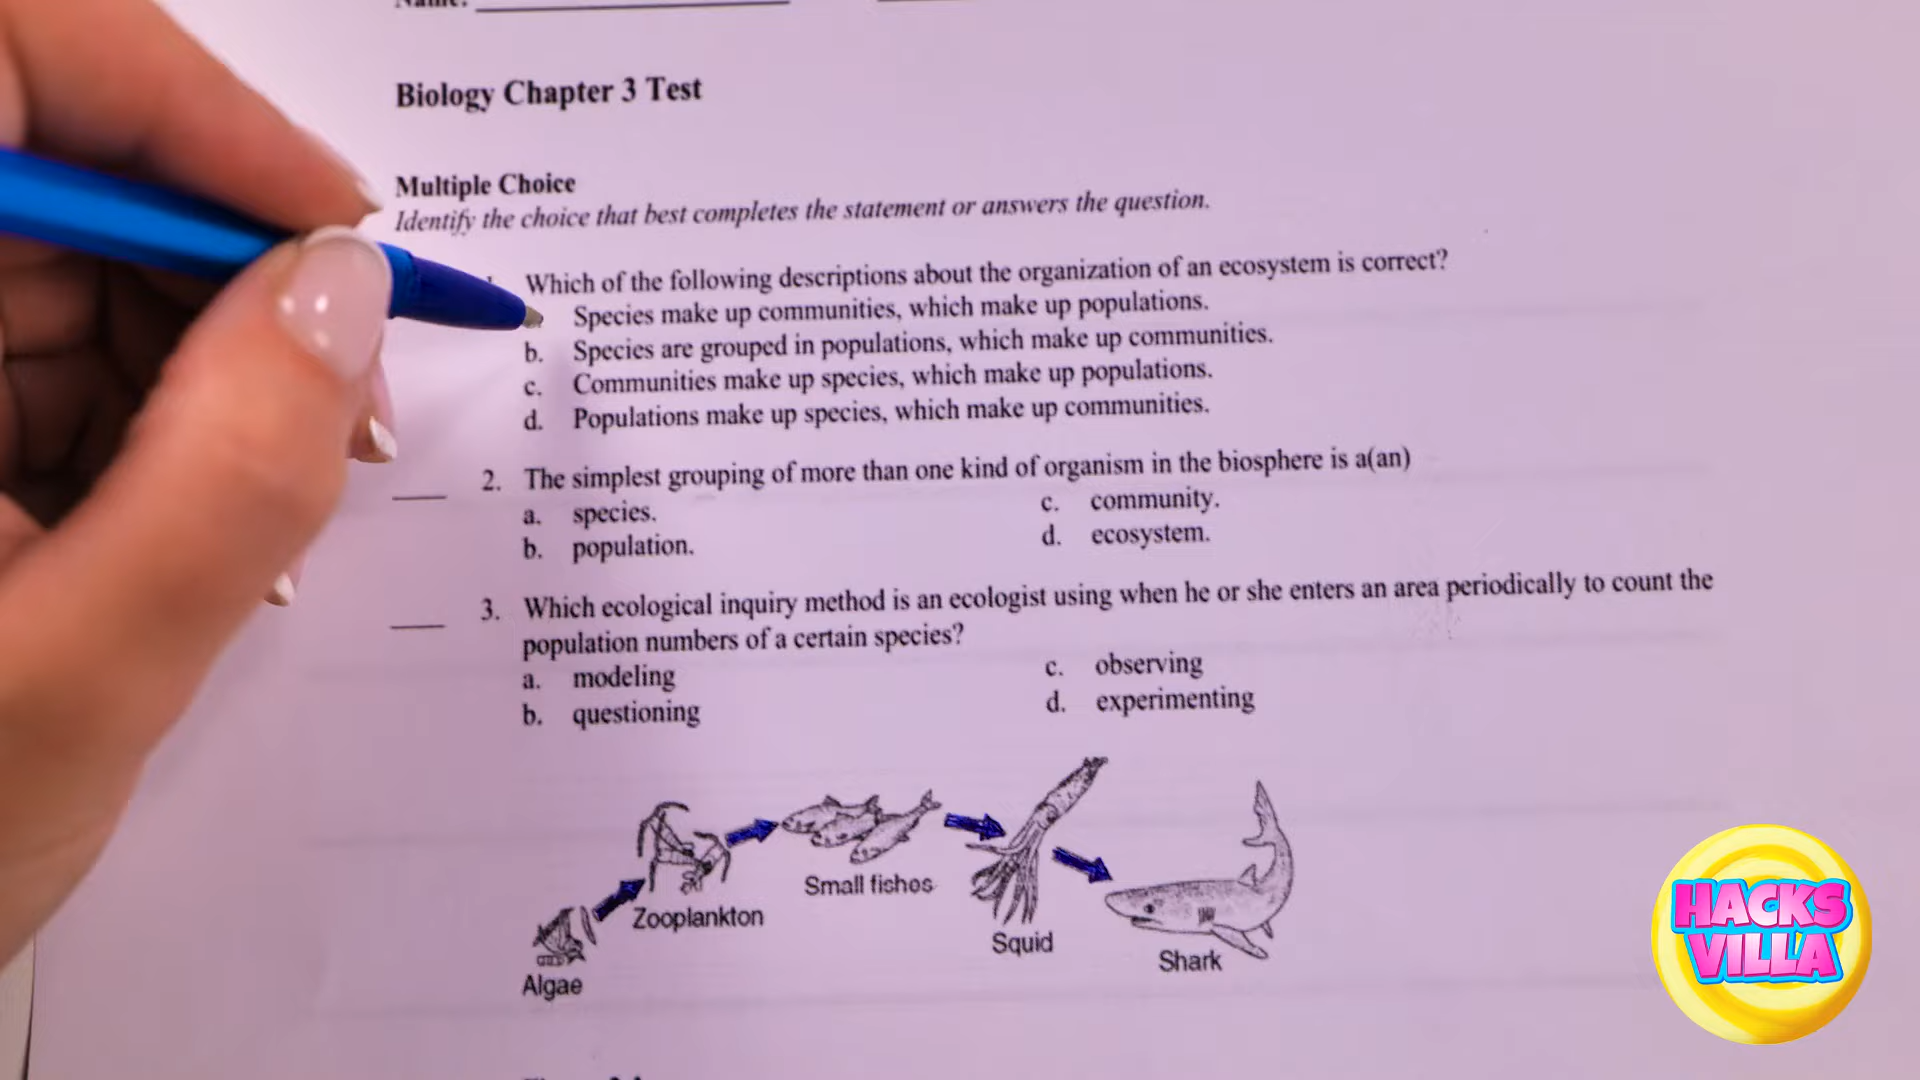 Biology Chapter 3 Test
Multiple Choice
Identify the choice that best completes the statement or answers the question.
Which of the following descriptions about the organization of an ecosystem is correct?
Species make up communities, which make up populations.
b. Species are grouped in populations, which make up communities.
c. Communities make up species, which make up populations.
d. Populations make up species, which make up communities.
2. The simplest grouping of more than one kind of organism in the biosphere is a(an)
a. species. c. community.
b. population. d. ecosystem.
3. Which ecological inquiry method is an ecologist using when he or she enters an area periodically to count the
population numbers of a certain species?
a. modeling c. observing
b. questioning d. experimenting
Small fishes
Zooplankton
Squid
Shark
Algae
HACKS
VILLA